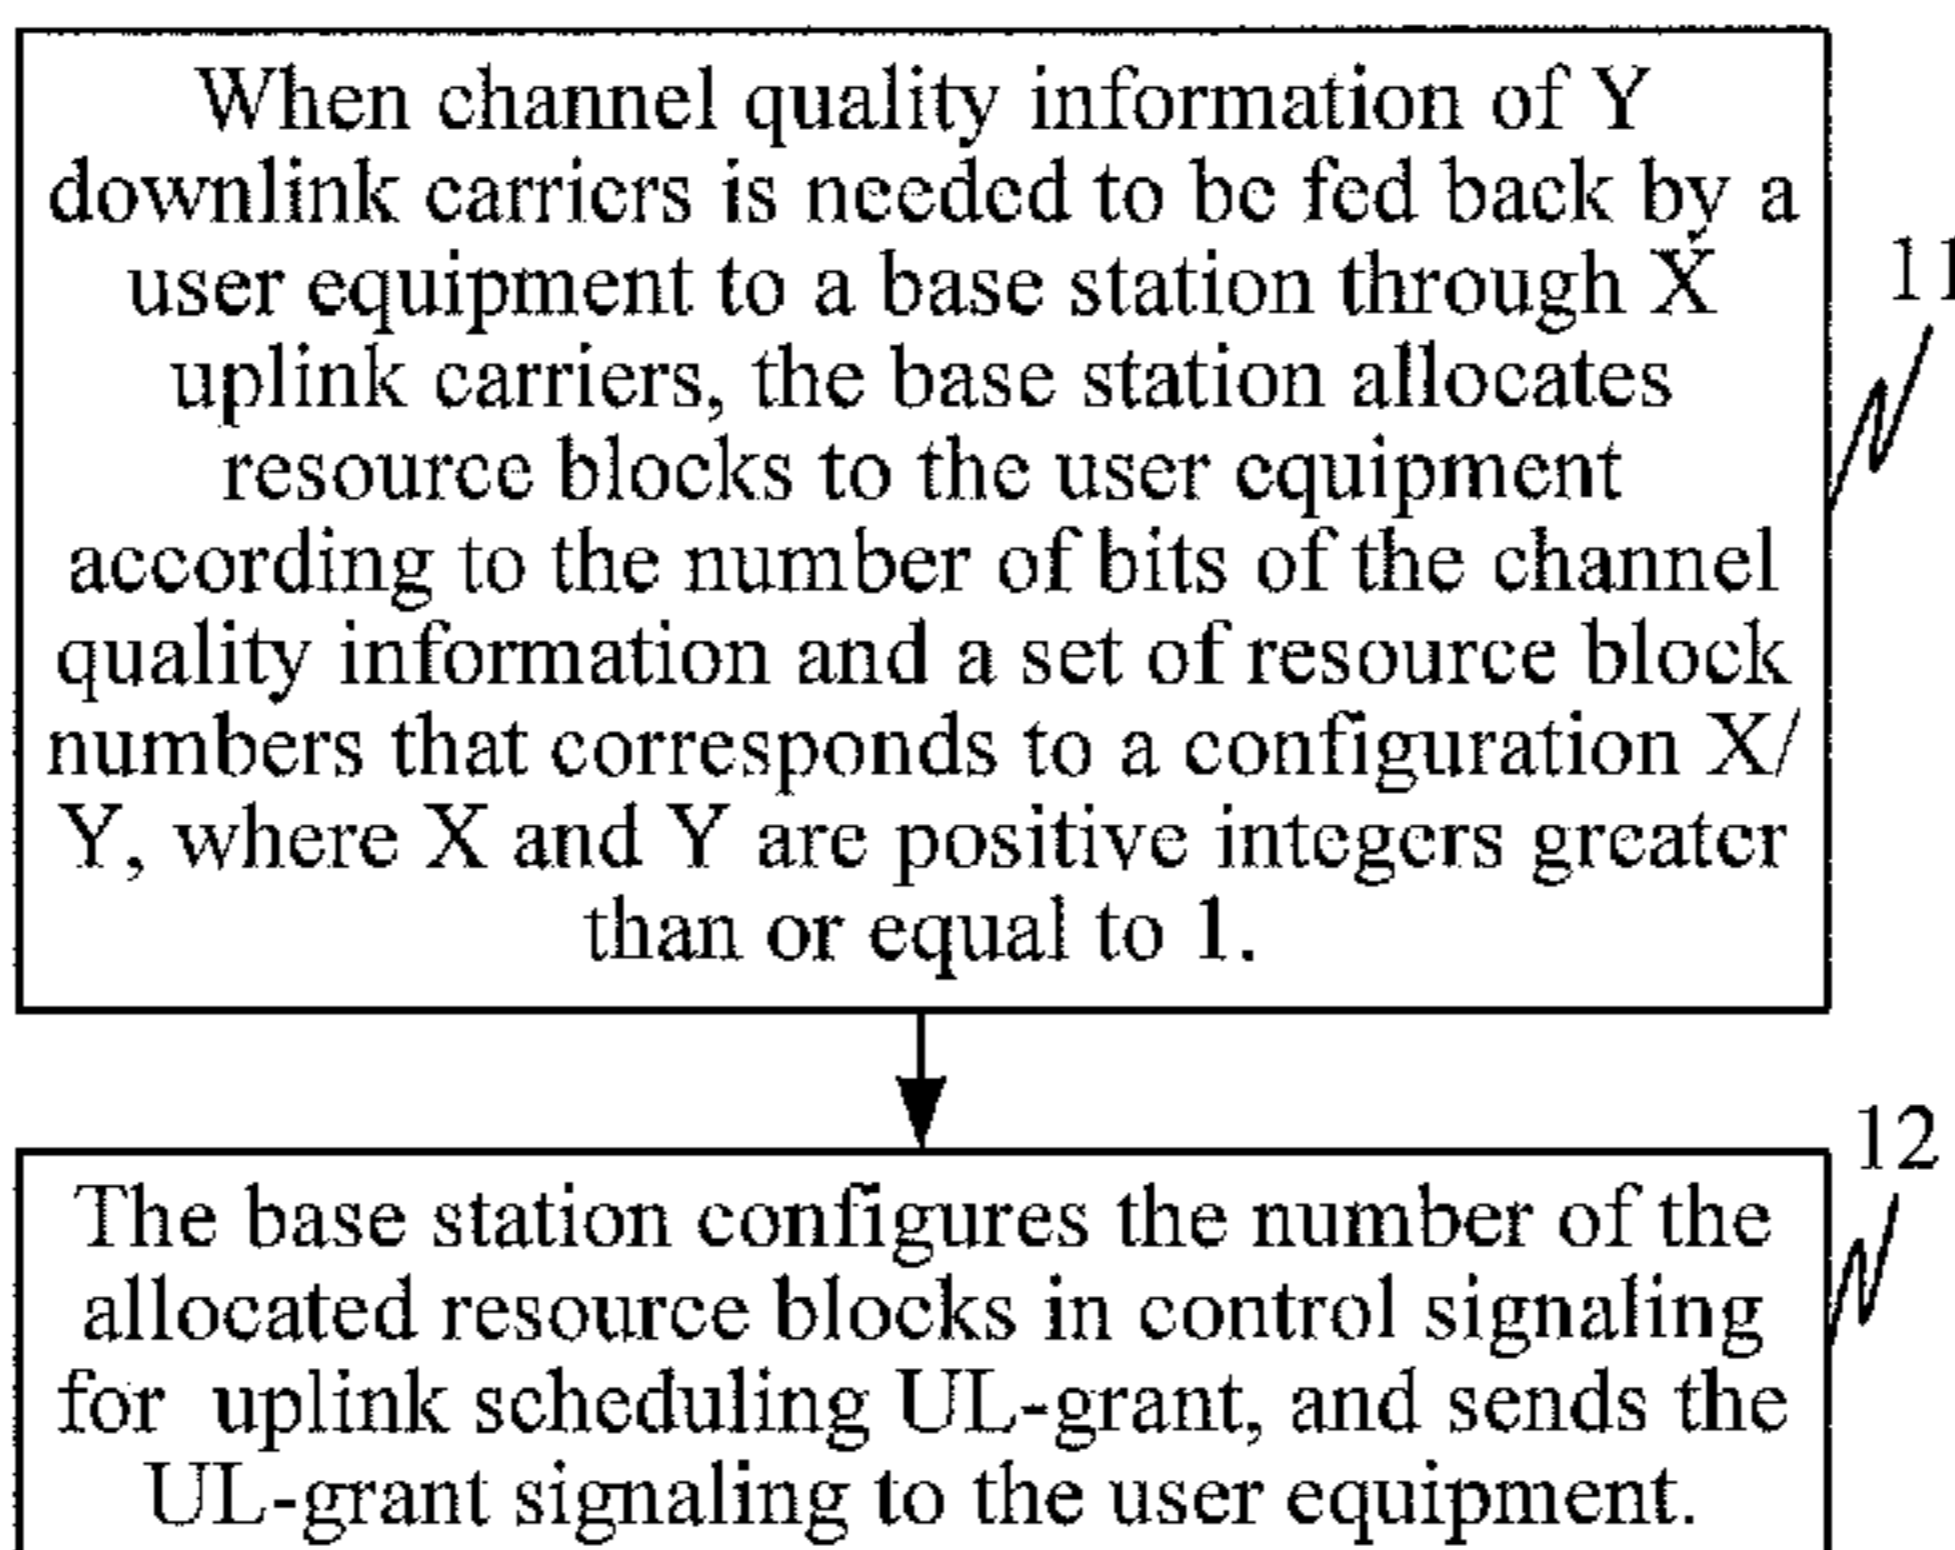 When channel quality information of Y
downlink carriers is needed to be fed back by a
user equipment to a base station through X
uplink carriers, the base station allocates
resource blocks to the user equipment
according to the number of bits of the channel
quality information and a set of resource block
numbers that corresponds to a configuration X/
Y, where X and Y are positive integers greater
than or equal to 1.
11
12
The base station configures the number of the
allocated resource blocks in control signaling
for uplink scheduling UL-grant, and sends the
UL-grant signaling to the user equipment.